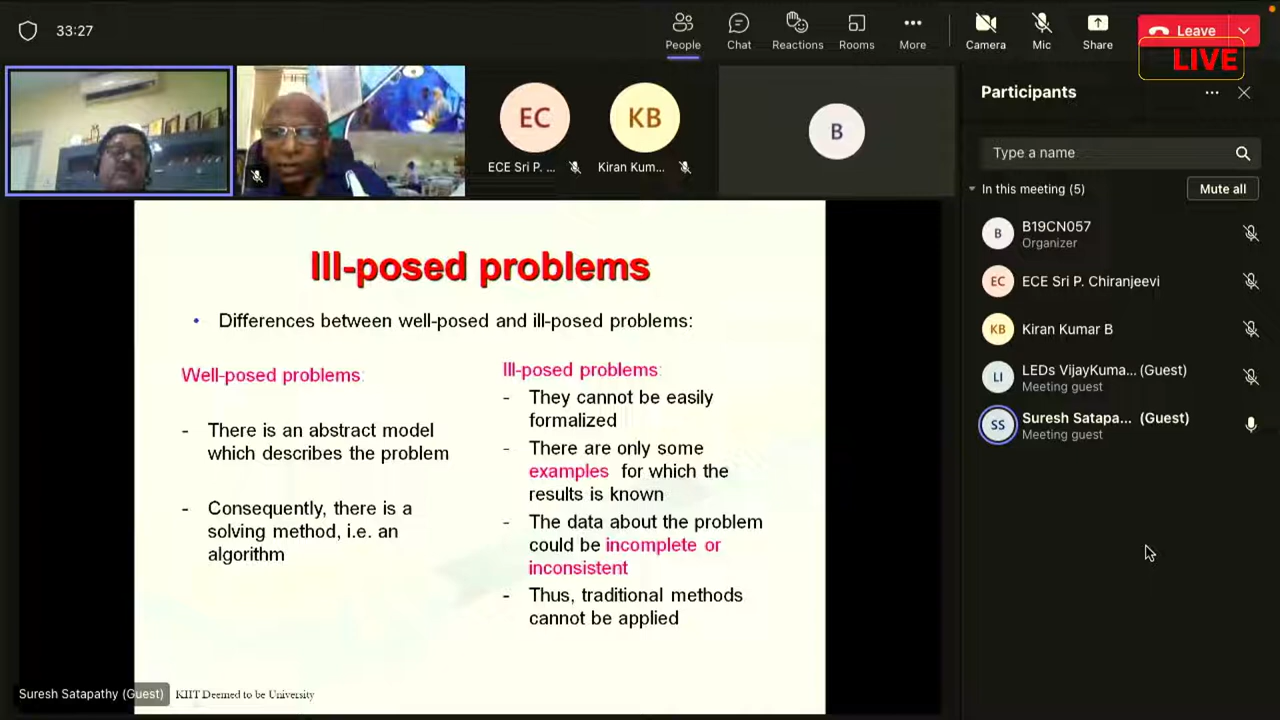 33:27
People
Chat
Reactions
Rooms
More
Camera
Mic
Share
Leave
LIVE
EC
ECE Sri P. ...
KB
Kiran Kum...
B
Participants
Type a name
In this meeting (5)
Mute all
B
B19CN057
Organizer
EC
ECE Sri P. Chiranjeevi
KB
Kiran Kumar B
LI
LEDs VijayKuma... (Guest)
Meeting guest
SS
Suresh Satapa... (Guest)
Meeting guest
Ill-posed problems
• Differences between well-posed and ill-posed problems:
Well-posed problems:
- There is an abstract model
which describes the problem
- Consequently, there is a
solving method, i.e. an
algorithm
Ill-posed problems:
- They cannot be easily
formalized
- There are only some
examples for which the
results is known
- The data about the problem
could be incomplete or
inconsistent
- Thus, traditional methods
cannot be applied
Suresh Satapathy (Guest)
KIIT Deemed to be University